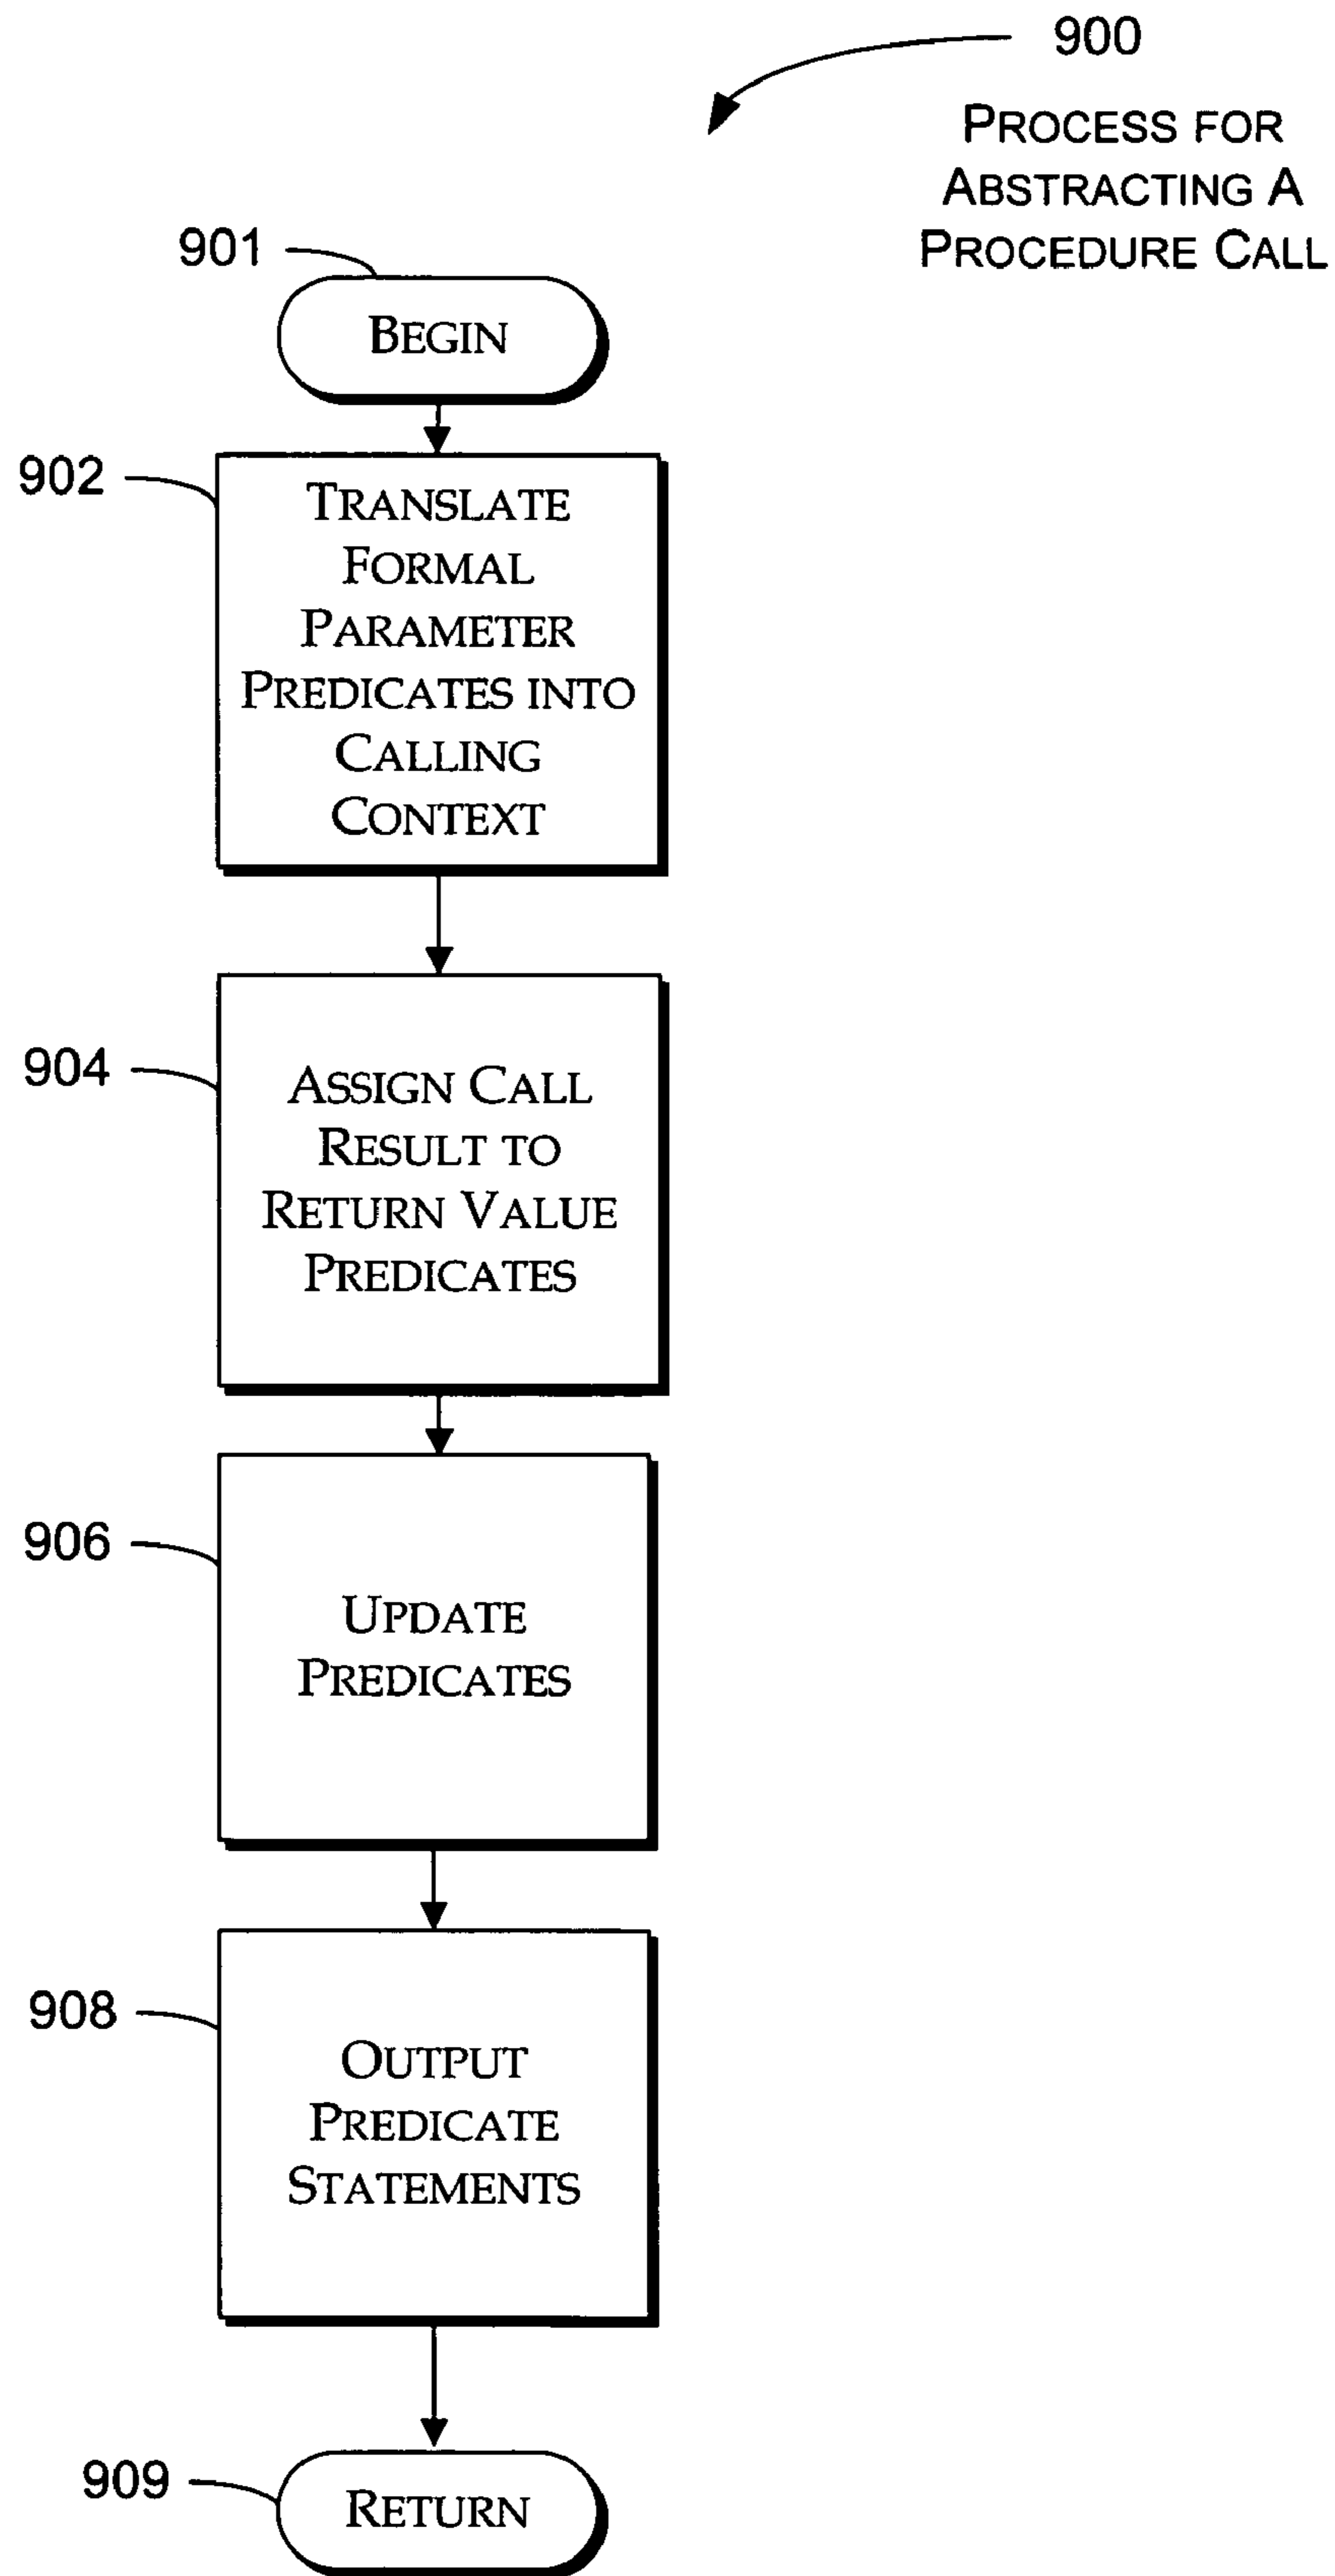 900
PROCESS FOR
ABSTRACTING A
PROCEDURE CALL
901
BEGIN
902
TRANSLATE
FORMAL
PARAMETER
PREDICATES INTO
CALLING
CONTEXT
904
ASSIGN CALL
RESULT TO
RETURN VALUE
PREDICATES
906
UPDATE
PREDICATES
908
OUTPUT
PREDICATE
STATEMENTS
909
RETURN